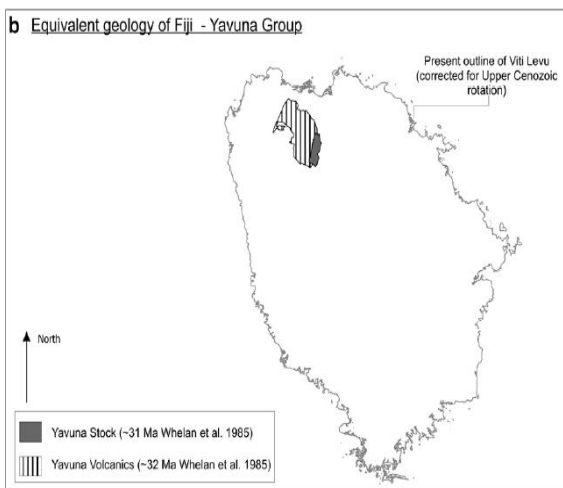 b Equivalent geology of Fiji - Yavuna Group
Present outline of Viti Levu
(corrected for Upper Cenozoic
rotation)
North
Yavuna Stock (~31 Ma Whelan et al. 1985)
Yavuna Volcanics (~32 Ma Whelan et al. 1985)